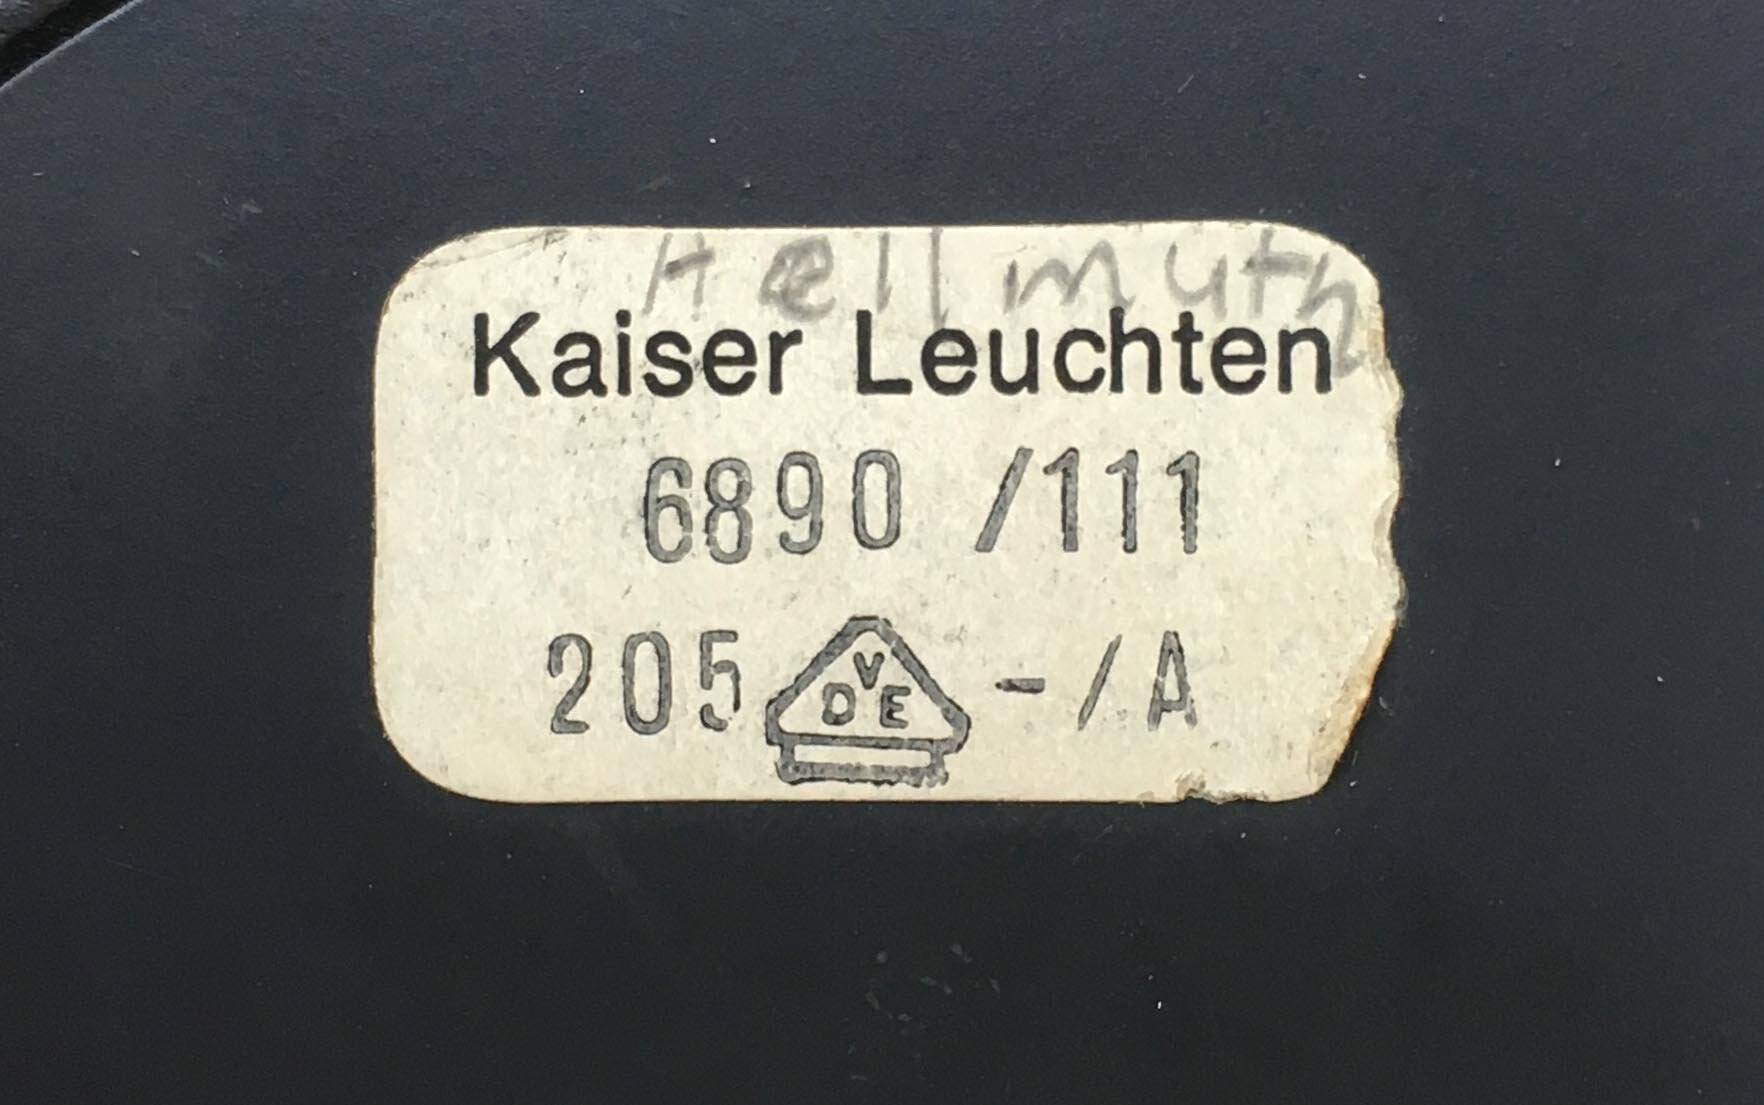 Hellmuth
Kaiser Leuchten
6890 /111
205 VDE -/A